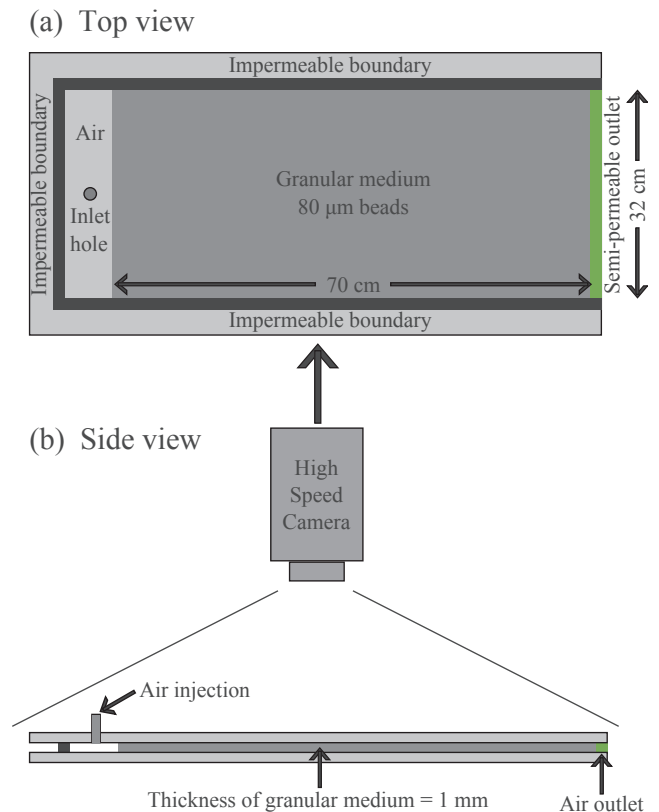 (a) Top view
Impermeable boundary
Impermeable boundary
Air
Inlet
hole
Granular medium
80 μm beads
70 cm
Semi-permeable outlet
32 cm
Impermeable boundary
(b) Side view
High
Speed
Camera
Air injection
Thickness of granular medium = 1 mm
Air outlet